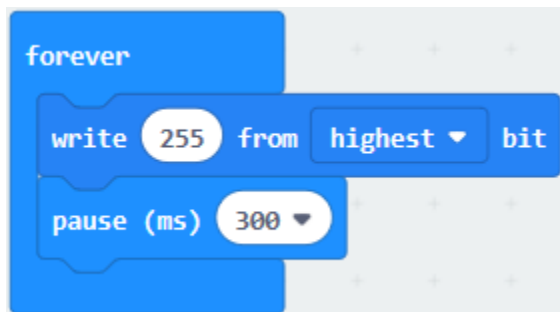 forever
write 255 from highest bit
pause (ms) 300